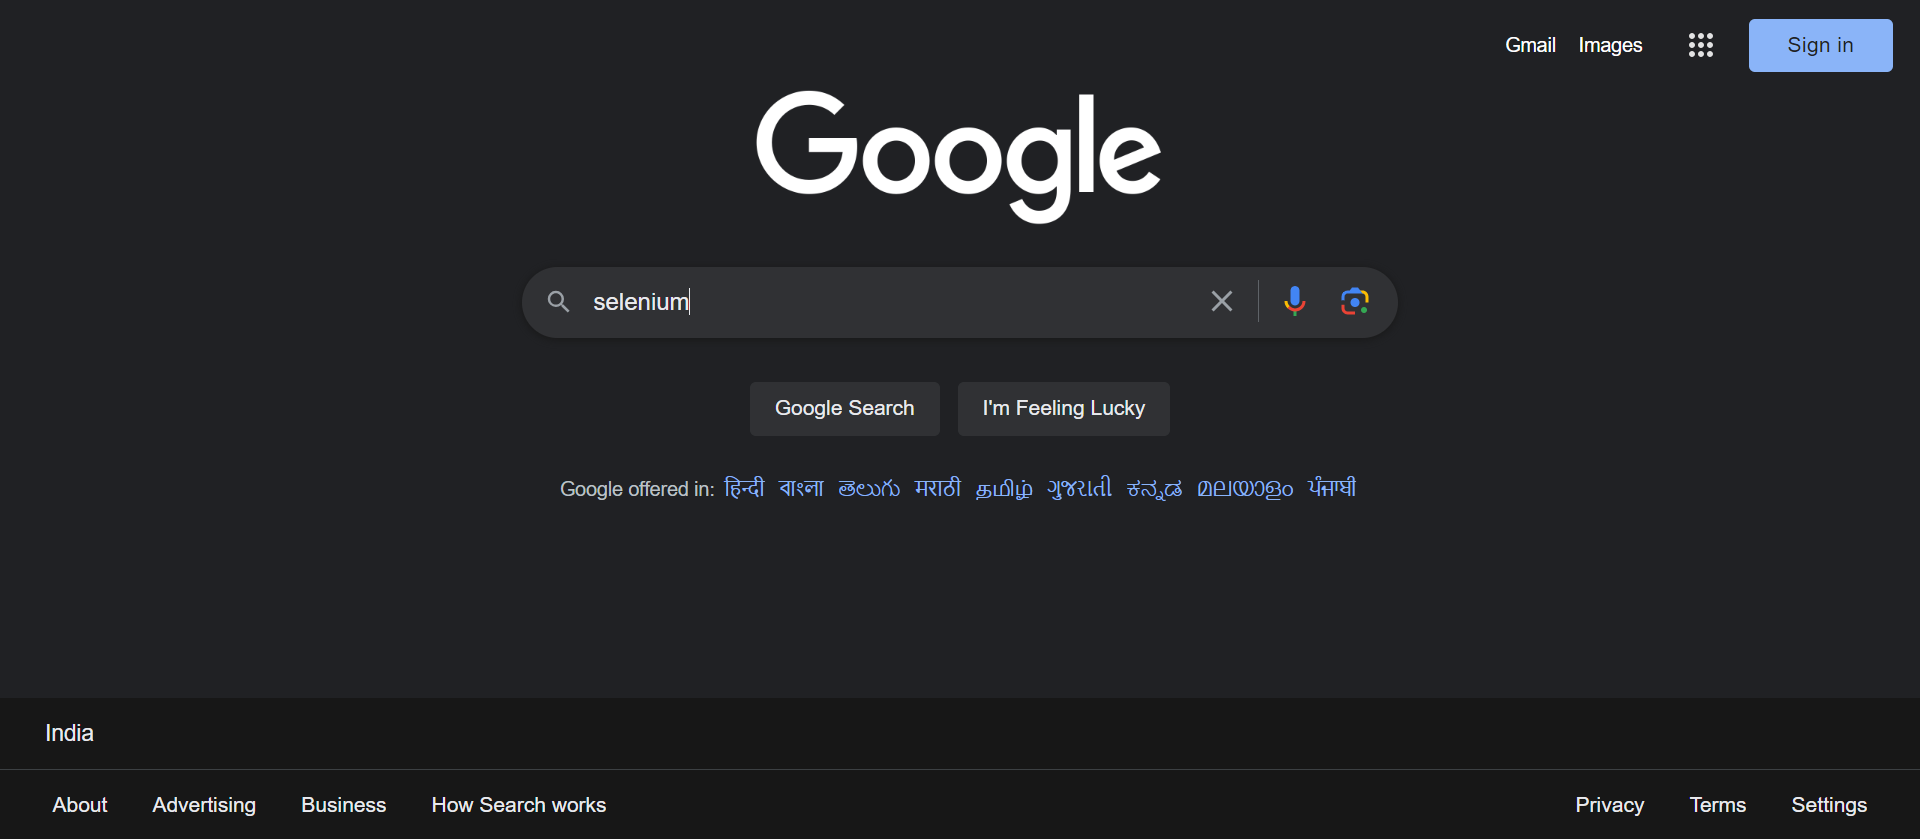 Gmail Images Sign in
Google
selenium
Google Search I'm Feeling Lucky
Google offered in: हिन्दी বাংলা తెలుగు मराठी தமிழ் ગુજરાતી ಕನ್ನಡ മലയാളം ਪੰਜਾਬੀ
India
About Advertising Business How Search works Privacy Terms Settings